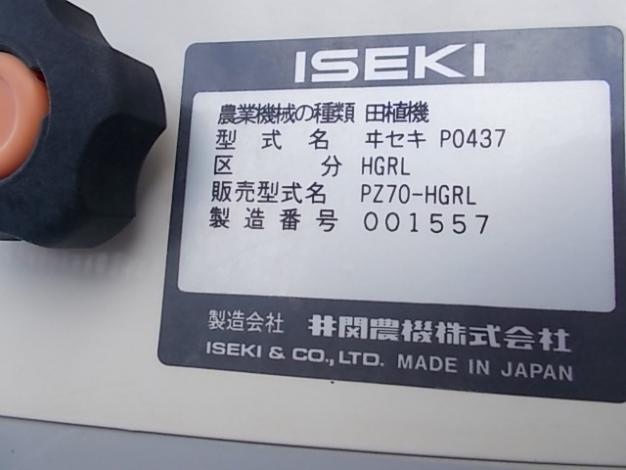 ISEKI
農業機械の種類 田植機
型式名 ヰセキ P0437
区分 HGRL
販売型式名 PZ70-HGRL
製造番号 001557
製造会社 井関農機株式会社
ISEKI & CO., LTD. MADE IN JAPAN